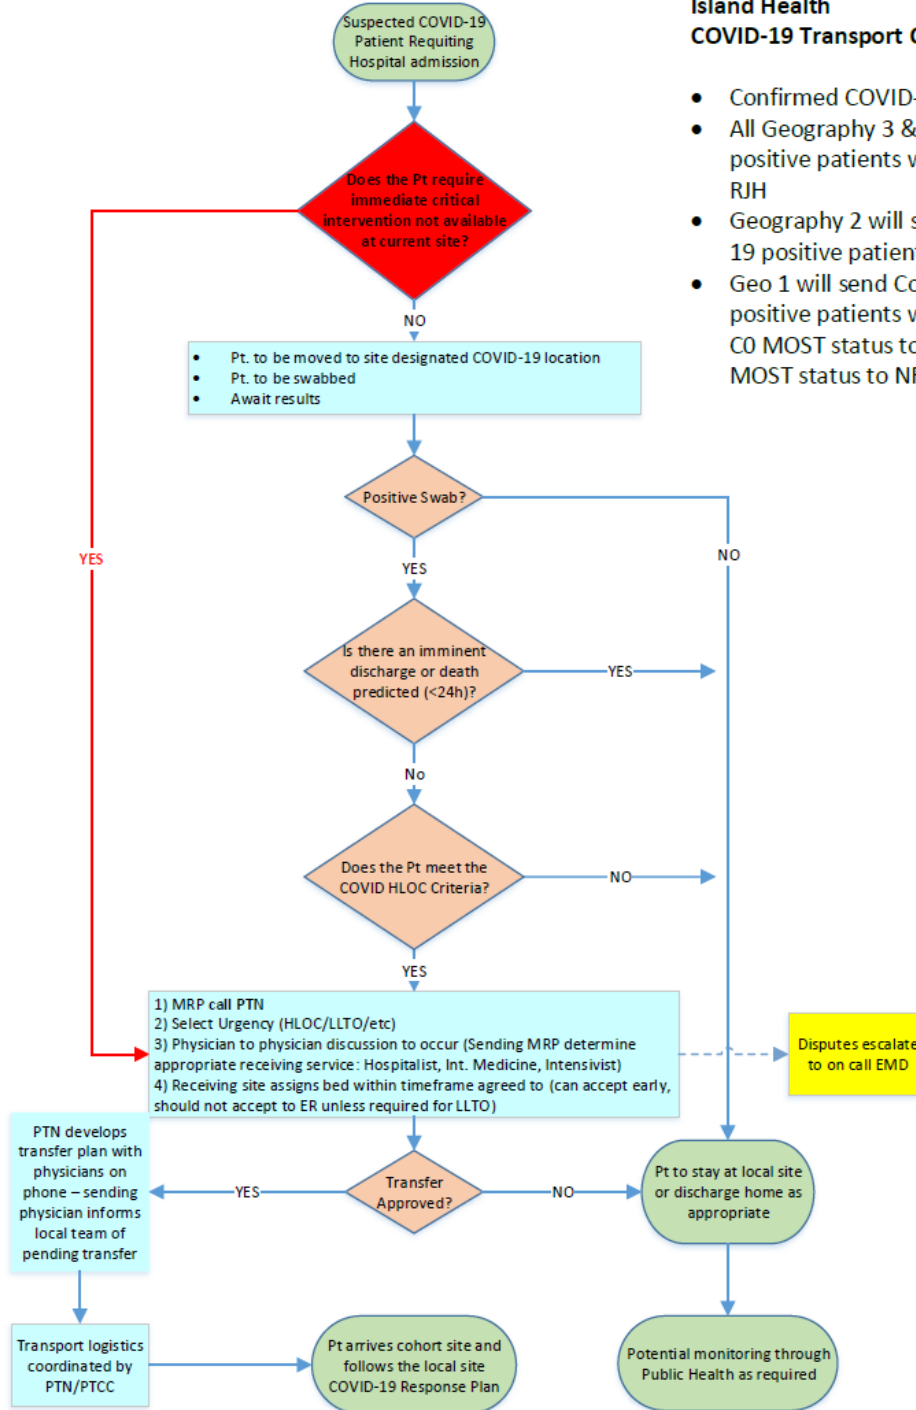 Suspected COVID-19
Patient Requiting
Hospital admission
Island Health
COVID-19 Transport
• Confirmed
• All Geography 3 &
positive patients
RJH
• Geography 2 will
19 positive
• Geo 1 will send
positive patients
C0 MOST status
MOST status to
Does the Pt require
immediate critical
intervention not available
at current site?
NO
• Pt. to be moved to site designated COVID-19 location
• Pt. to be swabbed
• Await results
Positive Swab?
YES
NO
YES
Is there an imminent
discharge or death
predicted (<24h)?
YES
No
Does the Pt meet the
COVID HLOC Criteria?
NO
YES
1) MRP call PTN
2) Select Urgency (HLOC/LLTO/etc)
3) Physician to physician discussion to occur (Sending MRP determine
appropriate receiving service: Hospitalist, Int. Medicine, Intensivist)
4) Receiving site assigns bed within timeframe agreed to (can accept early,
should not accept to ER unless required for LLTO)
Disputes escalate
to on call EMD
PTN develops
transfer plan with
physicians on
phone – sending
physician informs
local team of
pending transfer
YES
Transfer
Approved?
NO
Pt to stay at local site
or discharge home as
appropriate
Transport logistics
coordinated by
PTN/PTCC
Pt arrives cohort site and
follows the local site
COVID-19 Response Plan
Potential monitoring through
Public Health as required